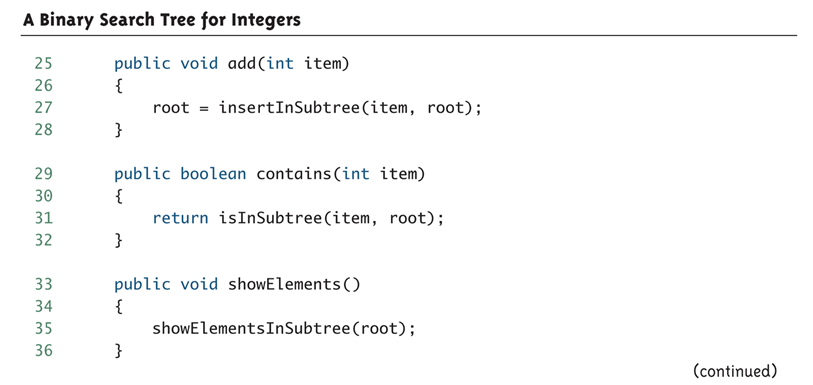 A Binary Search Tree for Integers
25 public void add(int item)
26 {
27 root = insertInSubtree(item, root);
28 }
29 public boolean contains(int item)
30 {
31 return isInSubtree(item, root);
32 }
33 public void showElements()
34 {
35 showElementsInSubtree(root);
36 }
(continued)